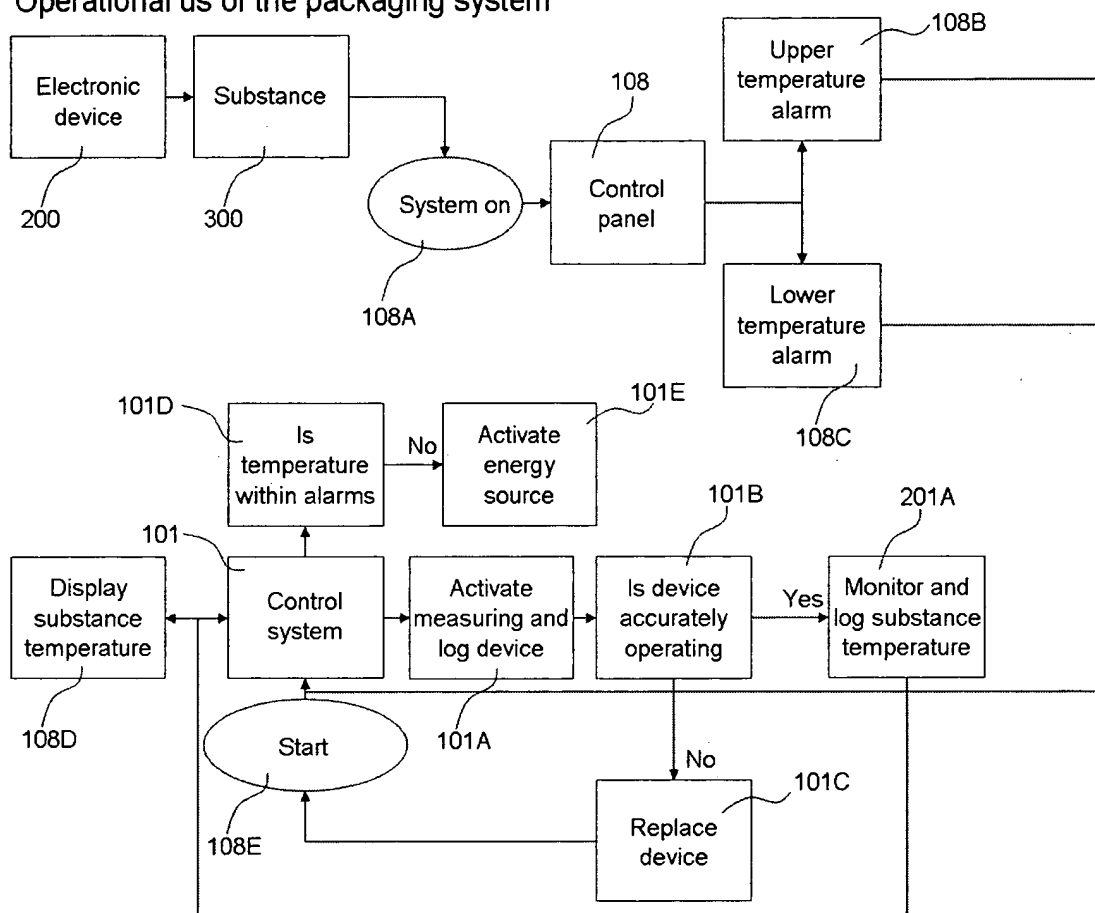 Operational us of the packaging system
Electronic
device
200
Substance
300
System on
108A
108
Control
panel
108B
Upper
temperature
alarm
Lower
temperature
alarm
108C
101D
Is
temperature
within alarms
No
101E
Activate
energy
source
Display
substance
temperature
108D
101
Control
system
Activate
measuring and
log device
101A
101B
Is device
accurately
operating
Yes
201A
Monitor and
log substance
temperature
Start
108E
No
101C
Replace
device